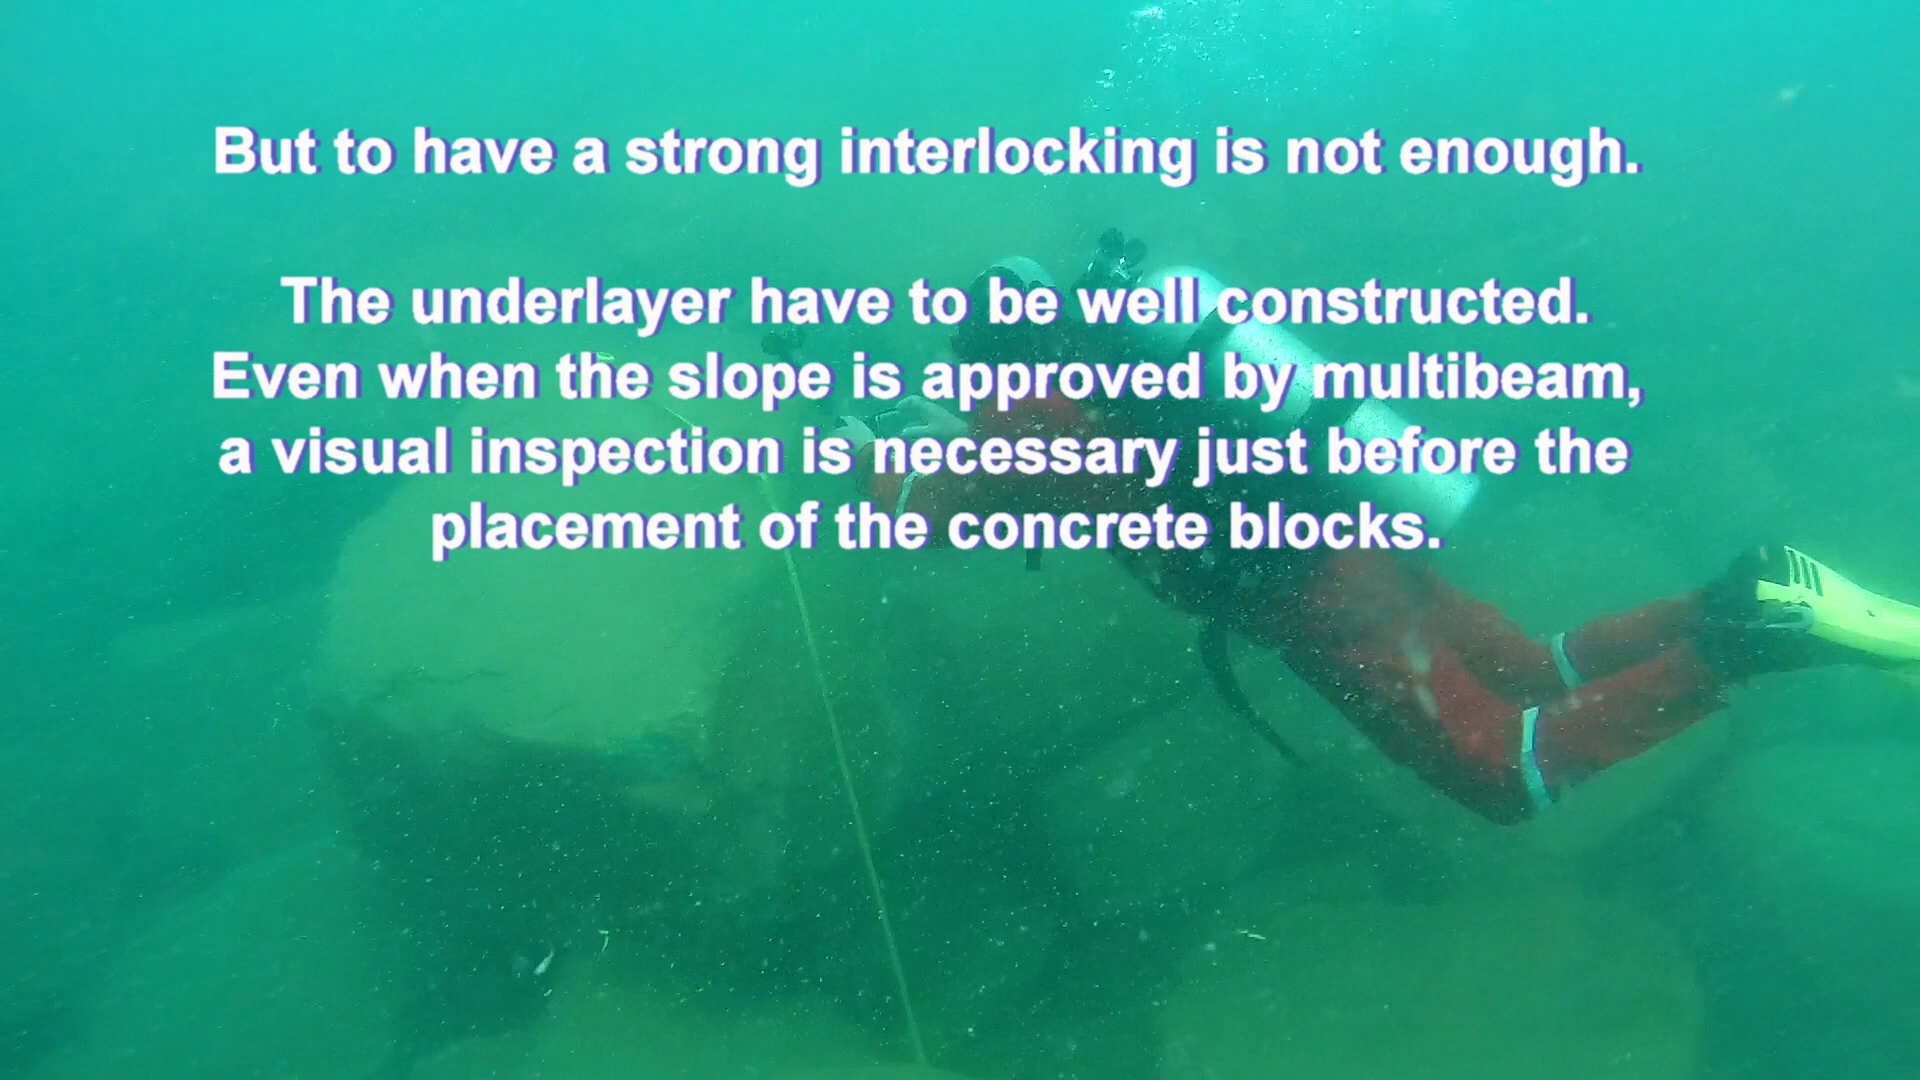 But to have a strong interlocking is not enough.
The underlayer have to be well constructed.
Even when the slope is approved by multibeam,
a visual inspection is necessary just before the
placement of the concrete blocks.